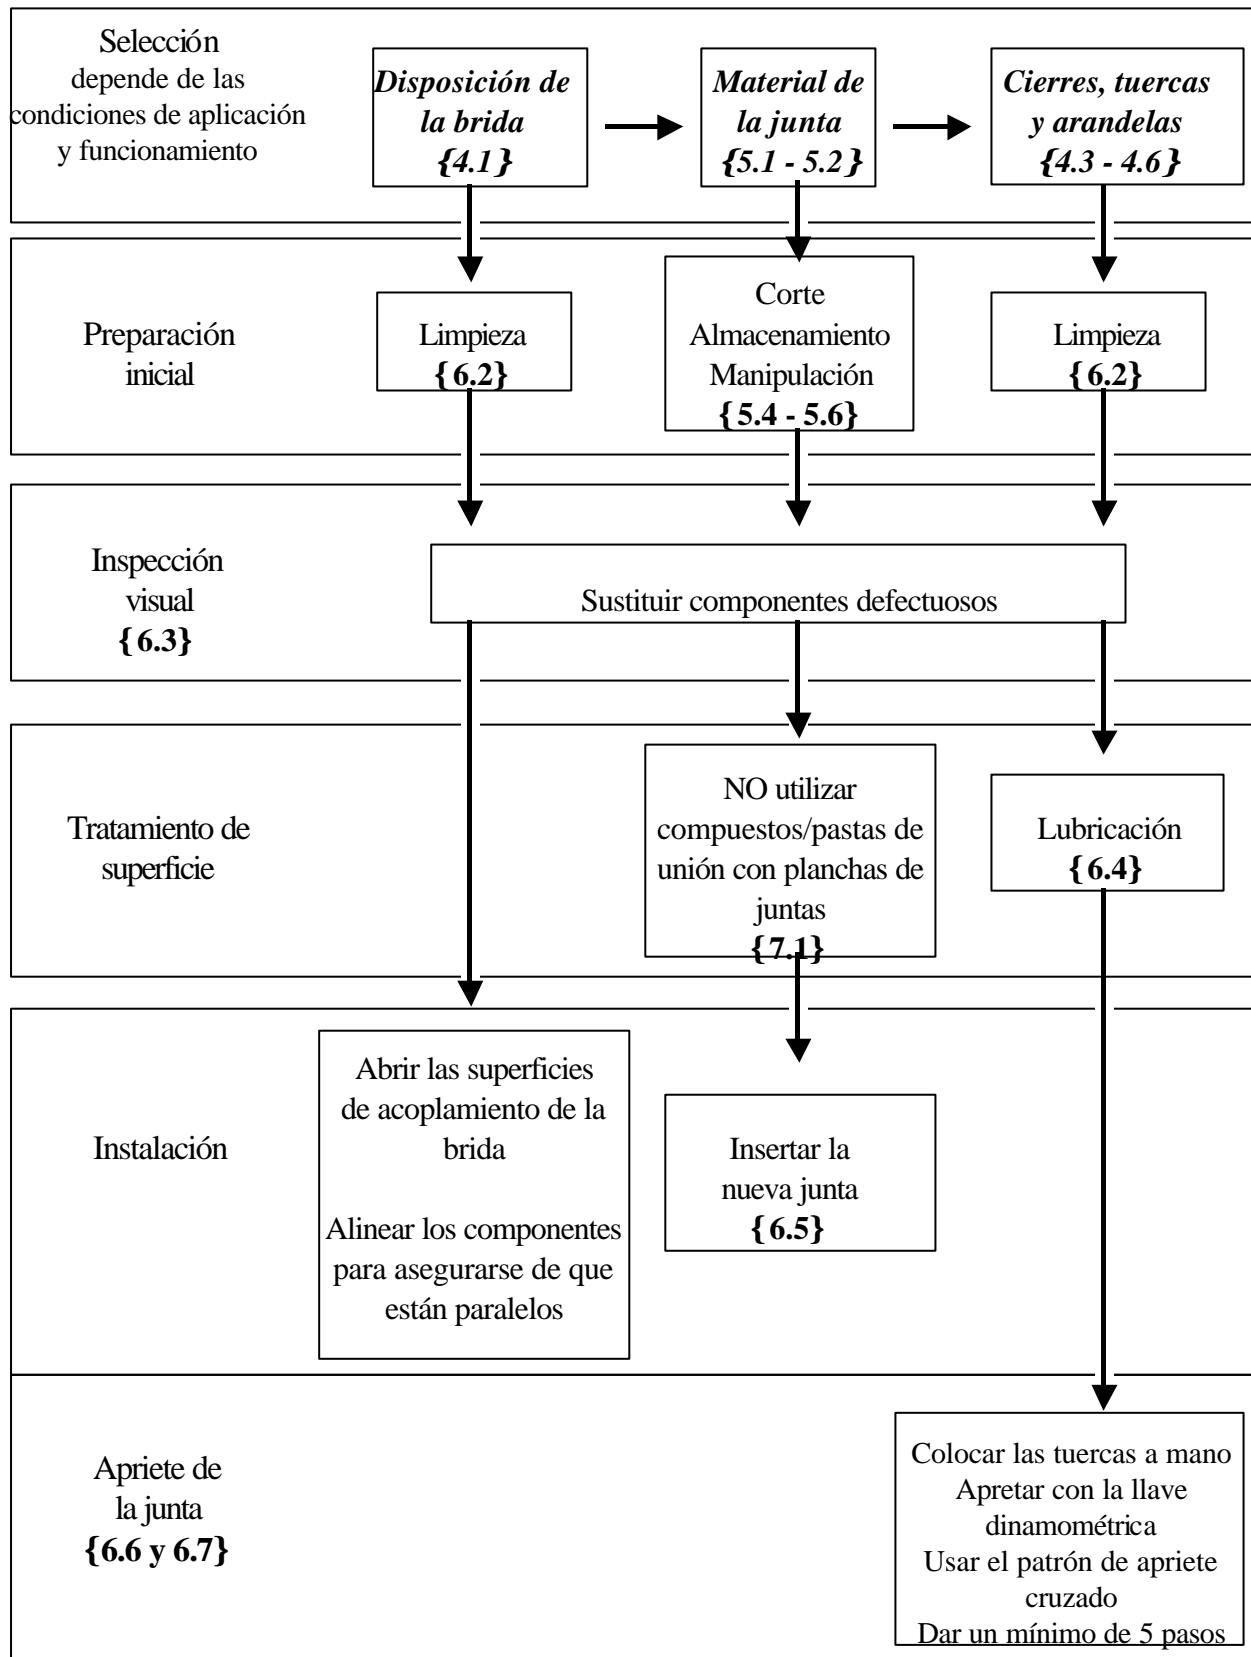 Selección
depende de las
condiciones de aplicación
y funcionamiento
Disposición de
la brida
{4.1}
Material de
la junta
{5.1 - 5.2}
Cierres, tuercas
y arandelas
{4.3 - 4.6}
Preparación
inicial
Limpieza
{6.2}
Corte
Almacenamiento
Manipulación
{5.4 - 5.6}
Limpieza
{6.2}
Inspección
visual
{6.3}
Sustituir componentes defectuosos
Tratamiento de
superficie
NO utilizar
compuestos/pastas de
unión con planchas de
juntas
{7.1}
Lubricación
{6.4}
Instalación
Abrir las superficies
de acoplamiento de la
brida
Alinear los componentes
para asegurarse de que
están paralelos
Insertar la
nueva junta
{6.5}
Apriete de
la junta
{6.6 y 6.7}
Colocar las tuercas a mano
Apretar con la llave
dinamométrica
Usar el patrón de apriete
cruzado
Dar un mínimo de 5 pasos